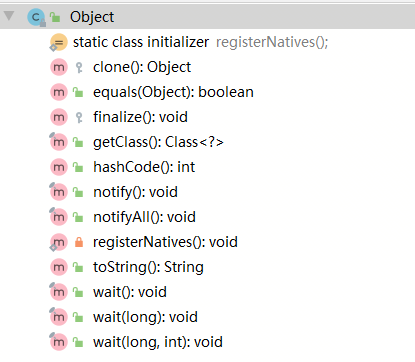 Object
static class initializer registerNatives();
clone(): Object
equals(Object): boolean
finalize(): void
getClass(): Class<?>
hashCode(): int
notify(): void
notifyAll(): void
registerNatives(): void
toString(): String
wait(): void
wait(long): void
wait(long, int): void